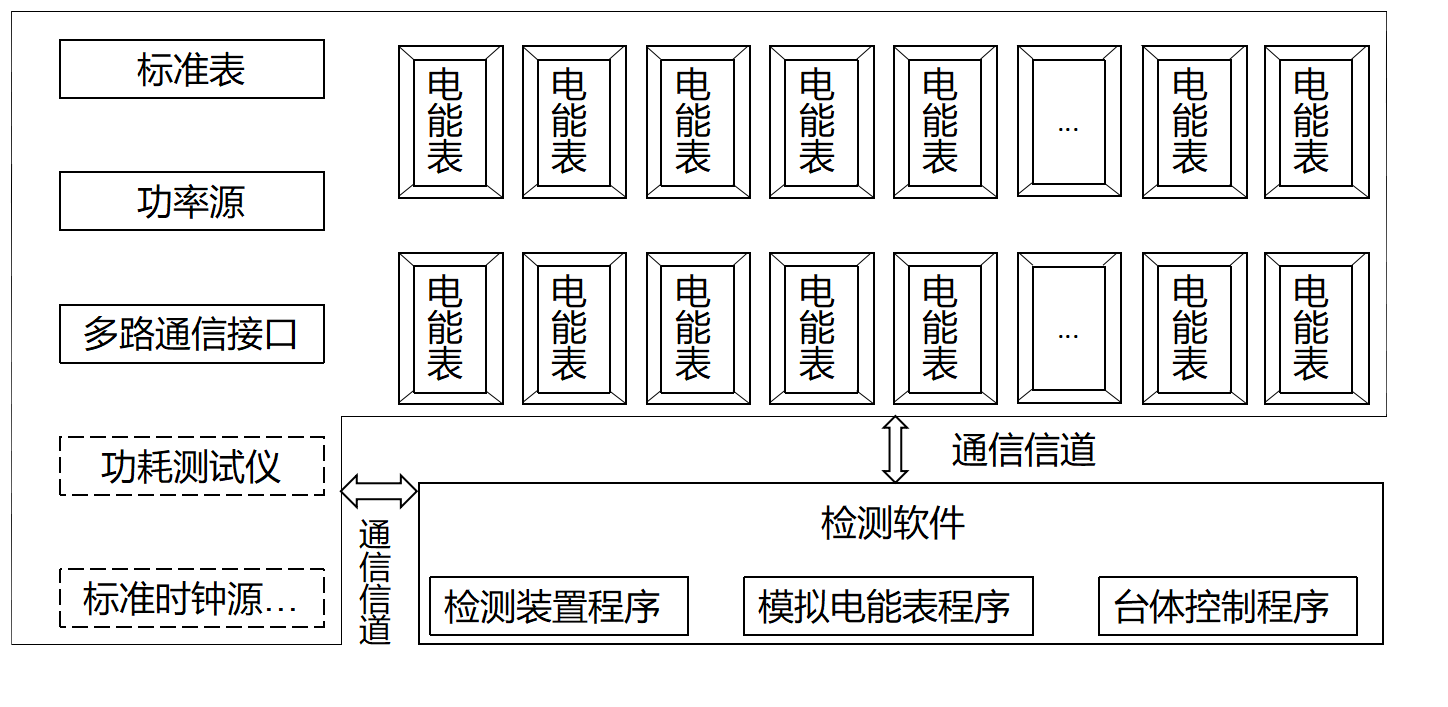 标准表
功率源
多路通信接口
功耗测试仪
标准时钟源…
电能表
电能表
电能表
电能表
电能表
…
电能表
电能表
电能表
电能表
电能表
电能表
电能表
…
电能表
电能表
通信信道
通信信道
检测软件
检测装置程序
模拟电能表程序
台体控制程序